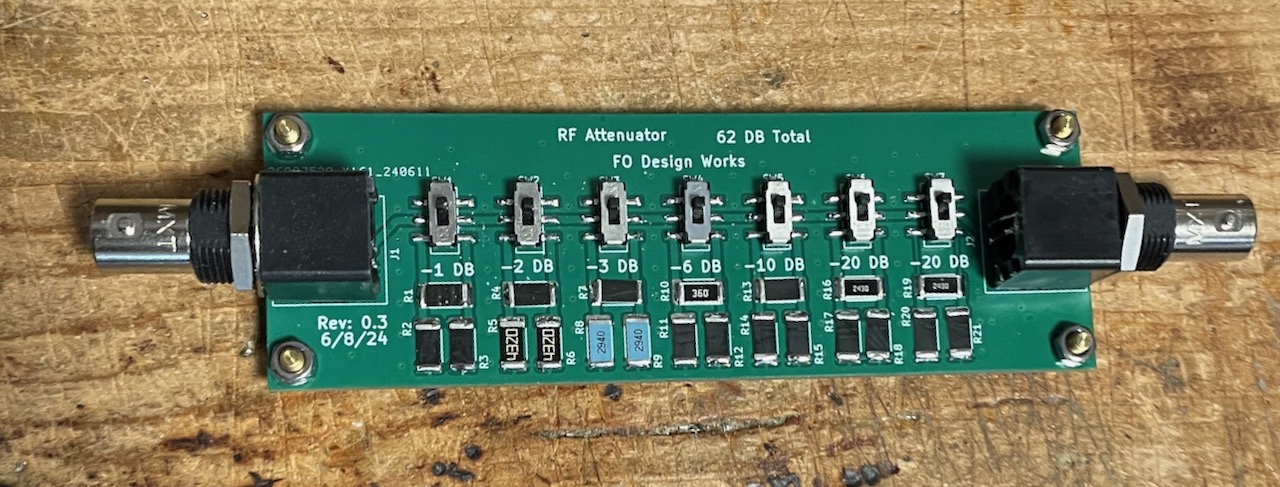 RF Attenuator 62 DB Total
FO Design Works
SW2
SW5
-1 DB -2 DB -3 DB -6 DB -10 DB -20 DB -20 DB
J1
J2
R1 R4 R7 R10 360 R13 R16 2430 R19 2430
Rev: 0.3
6/8/24
R2 R3 R5 4320 4320 R6 R8 2940 2940 R9 R11 R12 R14 R15 R17 R18 R20 R21